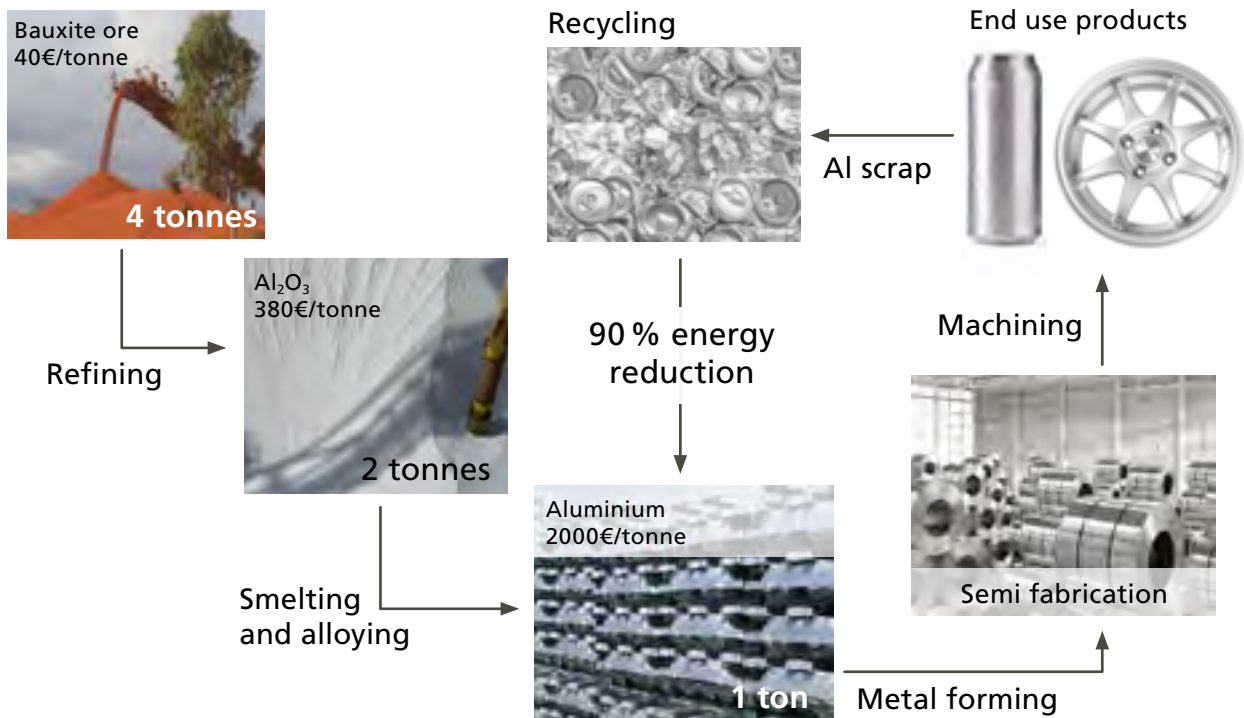 Bauxite ore
40€/tonne
4 tonnes
Refining
Al₂O₃
380€/tonne
2 tonnes
Smelting
and alloying
Aluminium
2000€/tonne
1 ton
Metal forming
Semi fabrication
Machining
End use products
Al scrap
Recycling
90 % energy
reduction